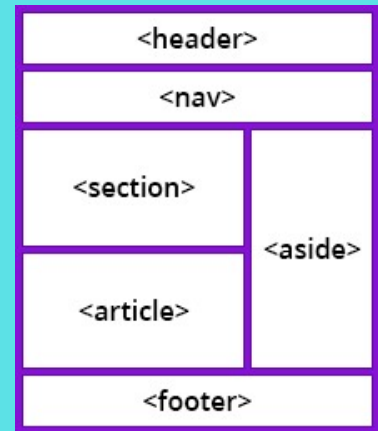 <header>
<nav>
<section>
<aside>
<article>
<footer>